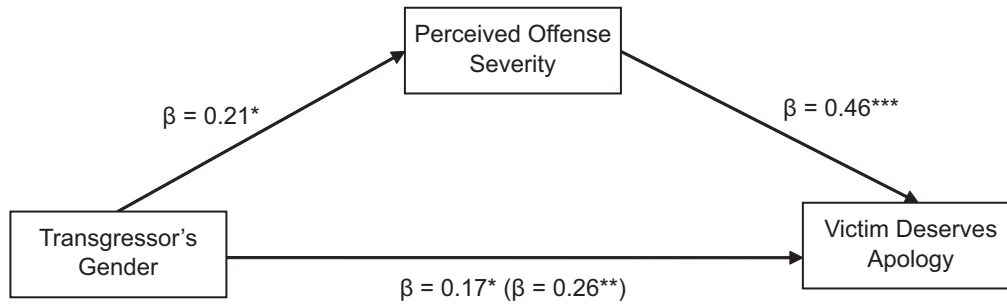 Perceived Offense
Severity
β = 0.21*
β = 0.46***
Transgressor’s
Gender
Victim Deserves
Apology
β = 0.17* (β = 0.26**)